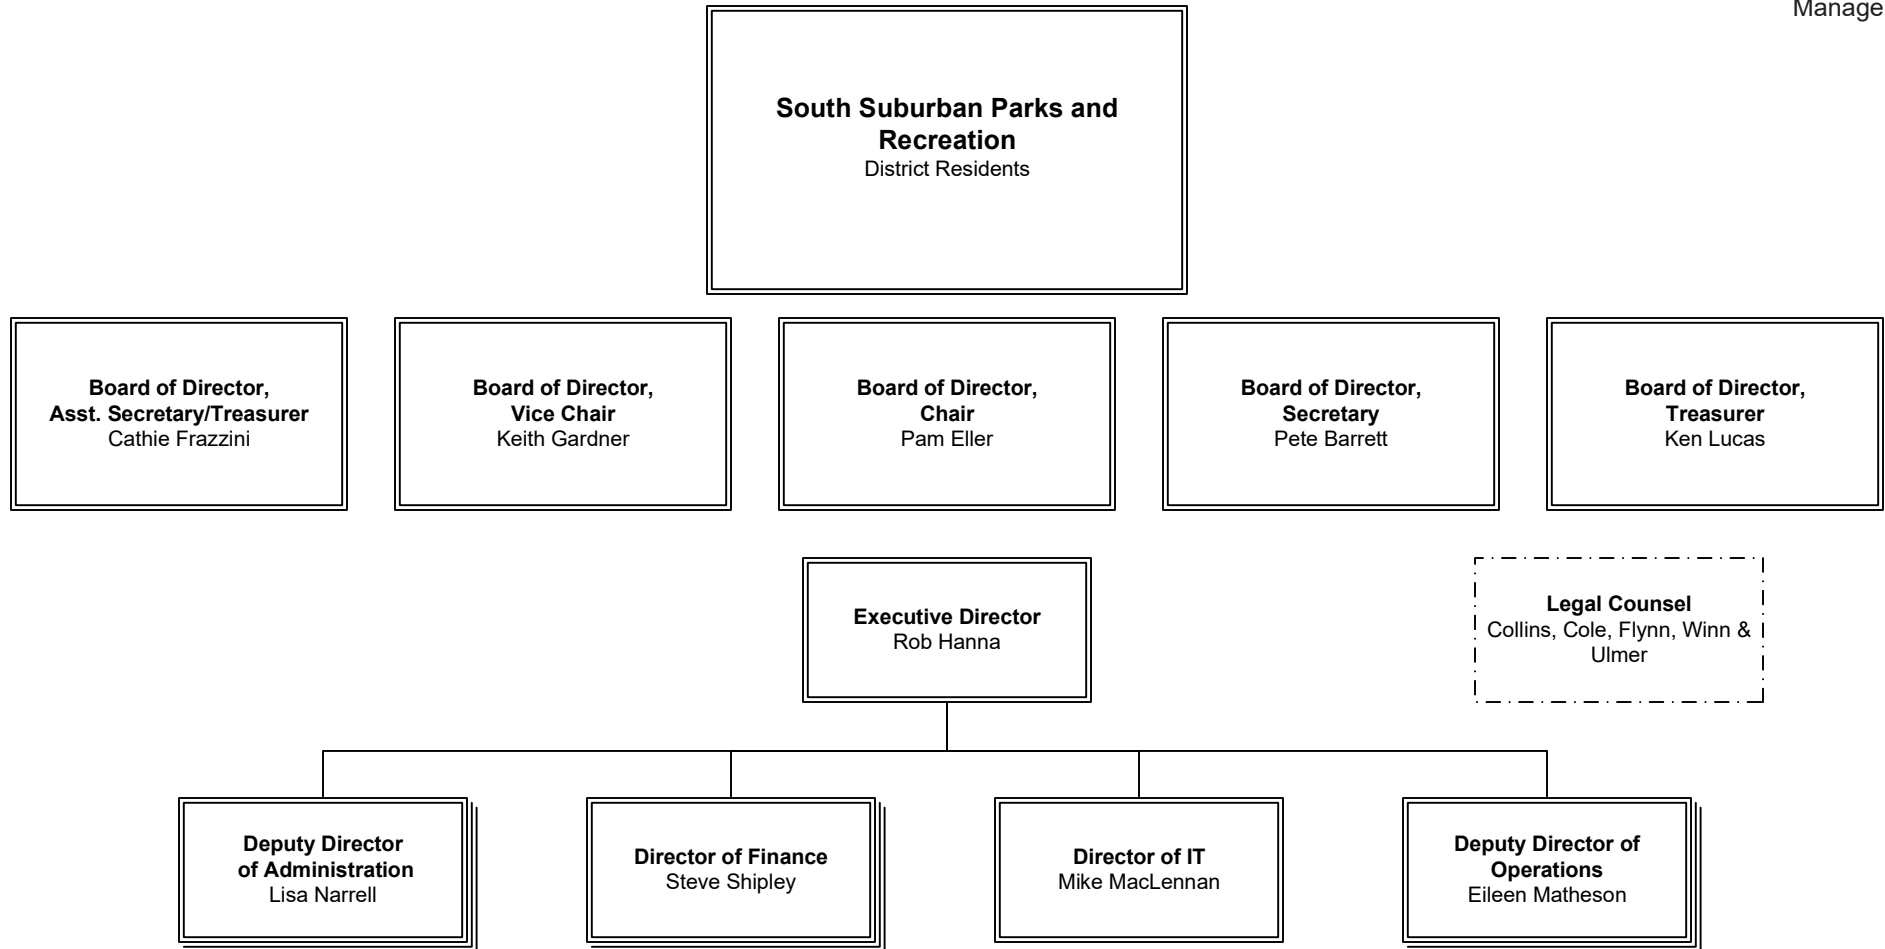 Manage
South Suburban Parks and
Recreation
District Residents
Board of Director,
Asst. Secretary/Treasurer
Cathie Frazzini
Board of Director,
Vice Chair
Keith Gardner
Board of Director,
Chair
Pam Eller
Board of Director,
Secretary
Pete Barrett
Board of Director,
Treasurer
Ken Lucas
Executive Director
Rob Hanna
Legal Counsel
Collins, Cole, Flynn, Winn &
Ulmer
Deputy Director
of Administration
Lisa Narrell
Director of Finance
Steve Shipley
Director of IT
Mike MacLennan
Deputy Director of
Operations
Eileen Matheson